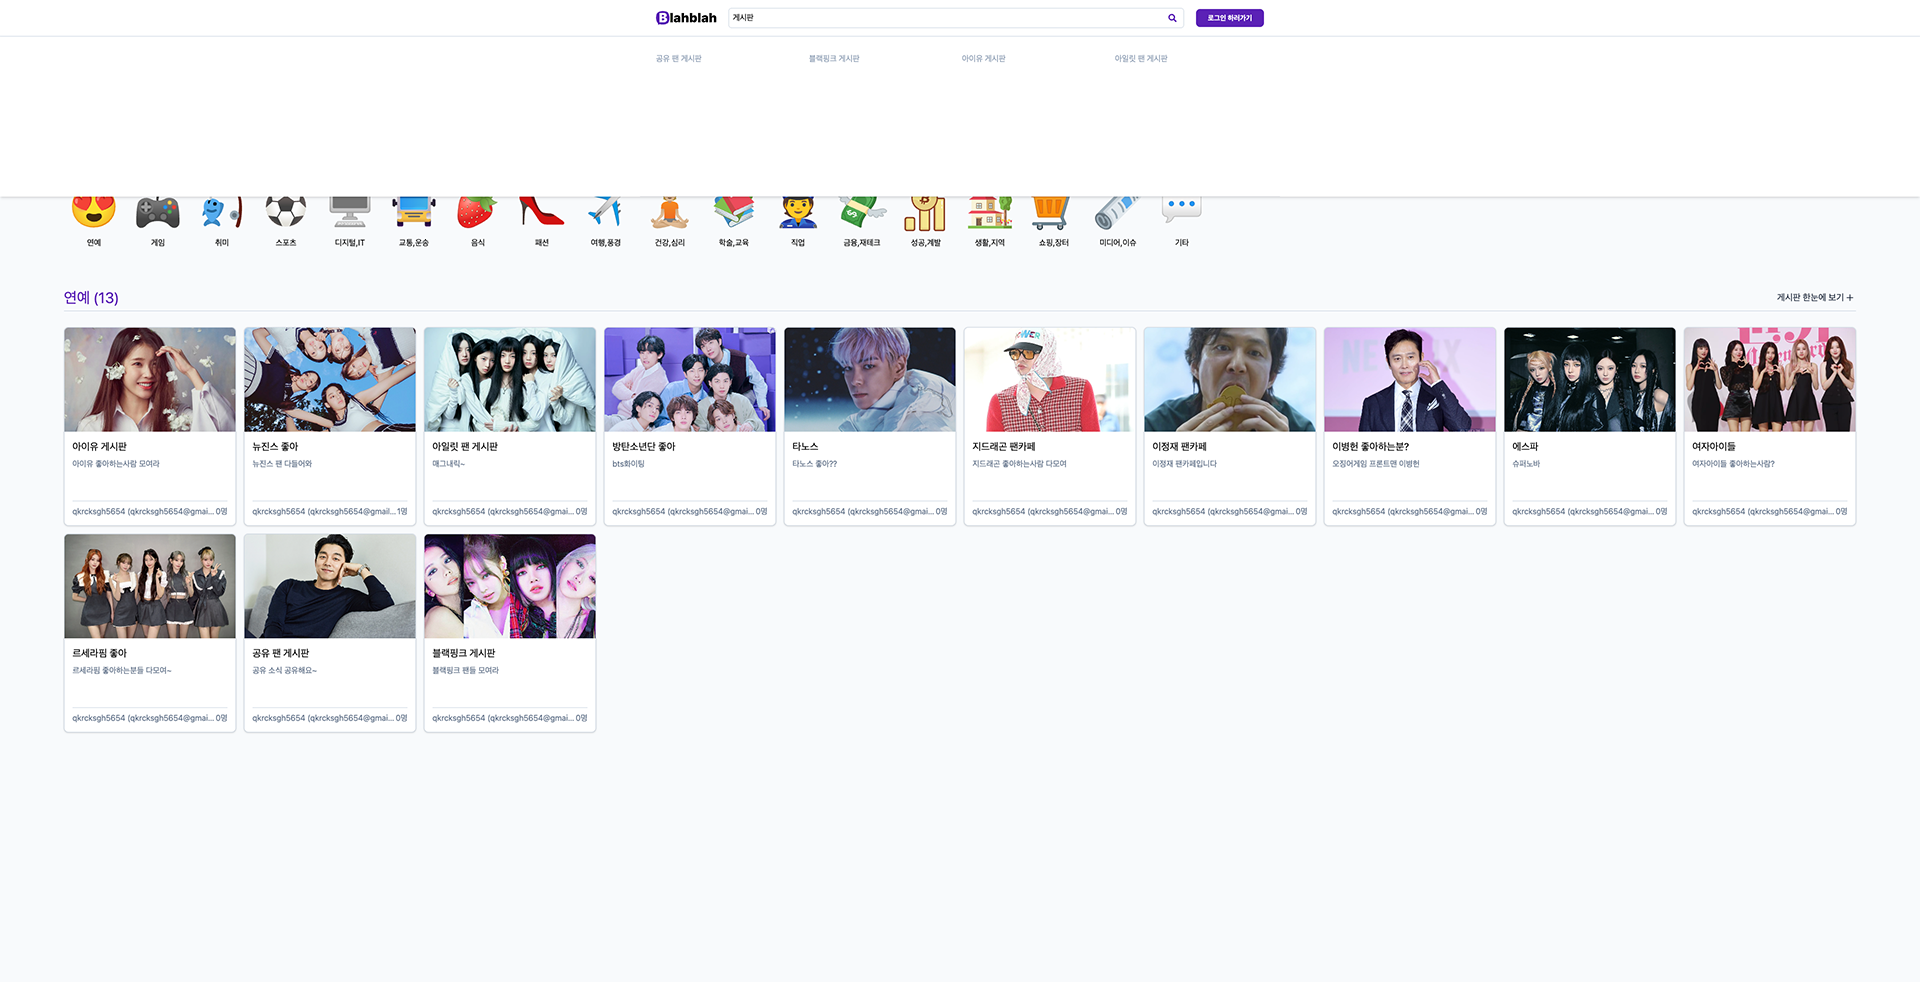 Blahblah
게시판
로그인 하러가기
공유 팬 게시판
블랙핑크 게시판
아이유 게시판
아일릿 팬 게시판
연예
게임
취미
스포츠
디지털,IT
교통,운송
음식
패션
여행,풍경
건강,심리
학술,교육
직업
금융,재테크
성공,계발
생활,지역
쇼핑,장터
미디어,이슈
기타
연예 (13)
게시판 한눈에 보기 +
아이유 게시판
아이유 좋아하는사람 모여라
qkrcksgh5654 (qkrcksgh5654@gmai... 0명
뉴진스 좋아
뉴진스 팬 다들어와
qkrcksgh5654 (qkrcksgh5654@gmail... 1명
아일릿 팬 게시판
매그내릭~
qkrcksgh5654 (qkrcksgh5654@gmai... 0명
방탄소년단 좋아
bts화이팅
qkrcksgh5654 (qkrcksgh5654@gmai... 0명
타노스
타노스 좋아??
qkrcksgh5654 (qkrcksgh5654@gmai... 0명
지드래곤 팬카페
지드래곤 좋아하는사람 다모여
qkrcksgh5654 (qkrcksgh5654@gmai... 0명
이정재 팬카페
이정재 팬카페입니다
qkrcksgh5654 (qkrcksgh5654@gmai... 0명
이병헌 좋아하는분?
오징어게임 프론트맨 이병헌
qkrcksgh5654 (qkrcksgh5654@gmai... 0명
에스파
슈퍼노바
qkrcksgh5654 (qkrcksgh5654@gmai... 0명
여자아이들
여자아이들 좋아하는사람?
qkrcksgh5654 (qkrcksgh5654@gmai... 0명
르세라핌 좋아
르세라핌 좋아하는분들 다모여~
qkrcksgh5654 (qkrcksgh5654@gmai... 0명
공유 팬 게시판
공유 소식 공유해요~
qkrcksgh5654 (qkrcksgh5654@gmai... 0명
블랙핑크 게시판
블랙핑크 팬들 모여라
qkrcksgh5654 (qkrcksgh5654@gmai... 0명